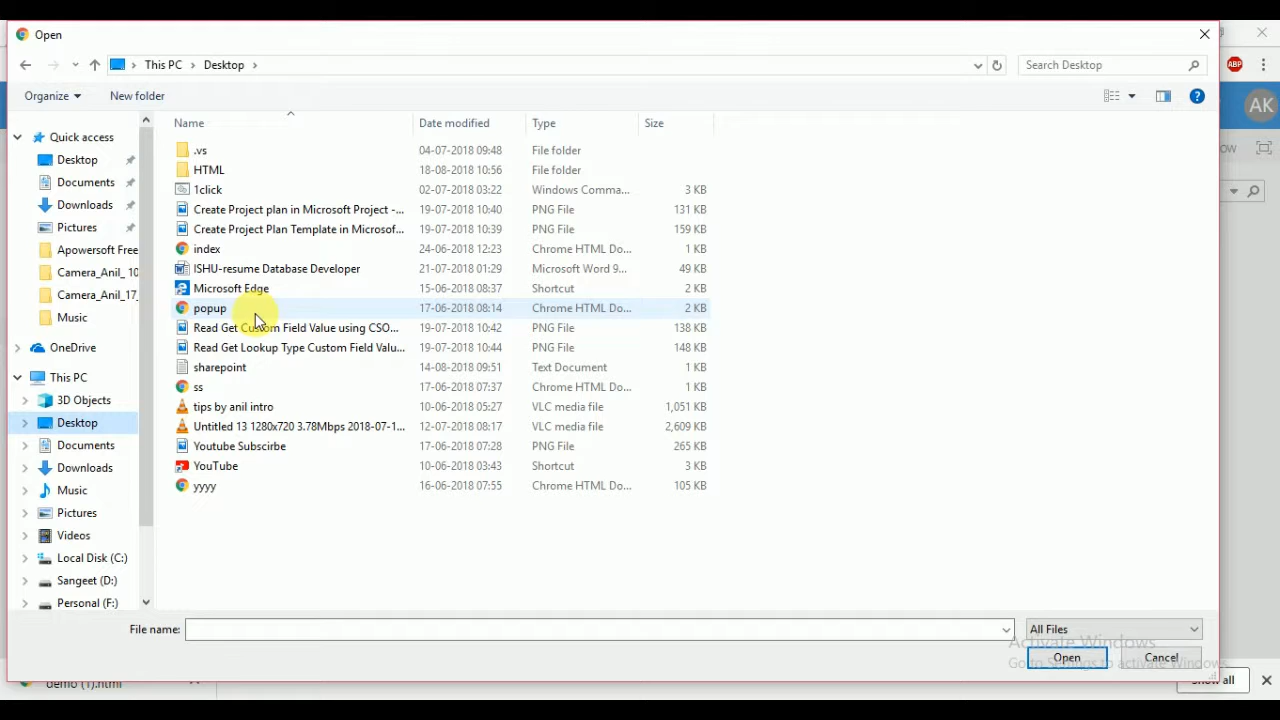 Open
This PC > Desktop >
Search Desktop
ABP
Organize
New folder
AK
Name
Date modified
Type
Size
Quick access
Desktop
Documents
Downloads
Pictures
Apowersoft Free
Camera_Anil_ 10
Camera_Anil_17_
Music
OneDrive
This PC
3D Objects
Desktop
Documents
Downloads
Music
Pictures
Videos
Local Disk (C:)
Sangeet (D:)
Personal (F:)
.vs 04-07-2018 09:48 File folder
HTML 18-08-2018 10:56 File folder
1click 02-07-2018 03:22 Windows Comma... 3 KB
Create Project plan in Microsoft Project -... 19-07-2018 10:40 PNG File 131 KB
Create Project Plan Template in Microsof... 19-07-2018 10:39 PNG File 159 KB
index 24-06-2018 12:23 Chrome HTML Do... 1 KB
ISHU-resume Database Developer 21-07-2018 01:29 Microsoft Word 9... 49 KB
Microsoft Edge 15-06-2018 08:37 Shortcut 2 KB
popup 17-06-2018 08:14 Chrome HTML Do... 2 KB
Read Get Custom Field Value using CSO... 19-07-2018 10:42 PNG File 138 KB
Read Get Lookup Type Custom Field Valu... 19-07-2018 10:44 PNG File 148 KB
sharepoint 14-08-2018 09:51 Text Document 1 KB
ss 17-06-2018 07:37 Chrome HTML Do... 1 KB
tips by anil intro 10-06-2018 05:27 VLC media file 1,051 KB
Untitled 13 1280x720 3.78Mbps 2018-07-1... 12-07-2018 08:17 VLC media file 2,609 KB
Youtube Subscirbe 17-06-2018 07:28 PNG File 265 KB
YouTube 10-06-2018 03:43 Shortcut 3 KB
yyyy 16-06-2018 07:55 Chrome HTML Do... 105 KB
File name:
All Files
Activate Windows
Go to Settings to activate Windows.
Open
Cancel
demo (1).html
Show all